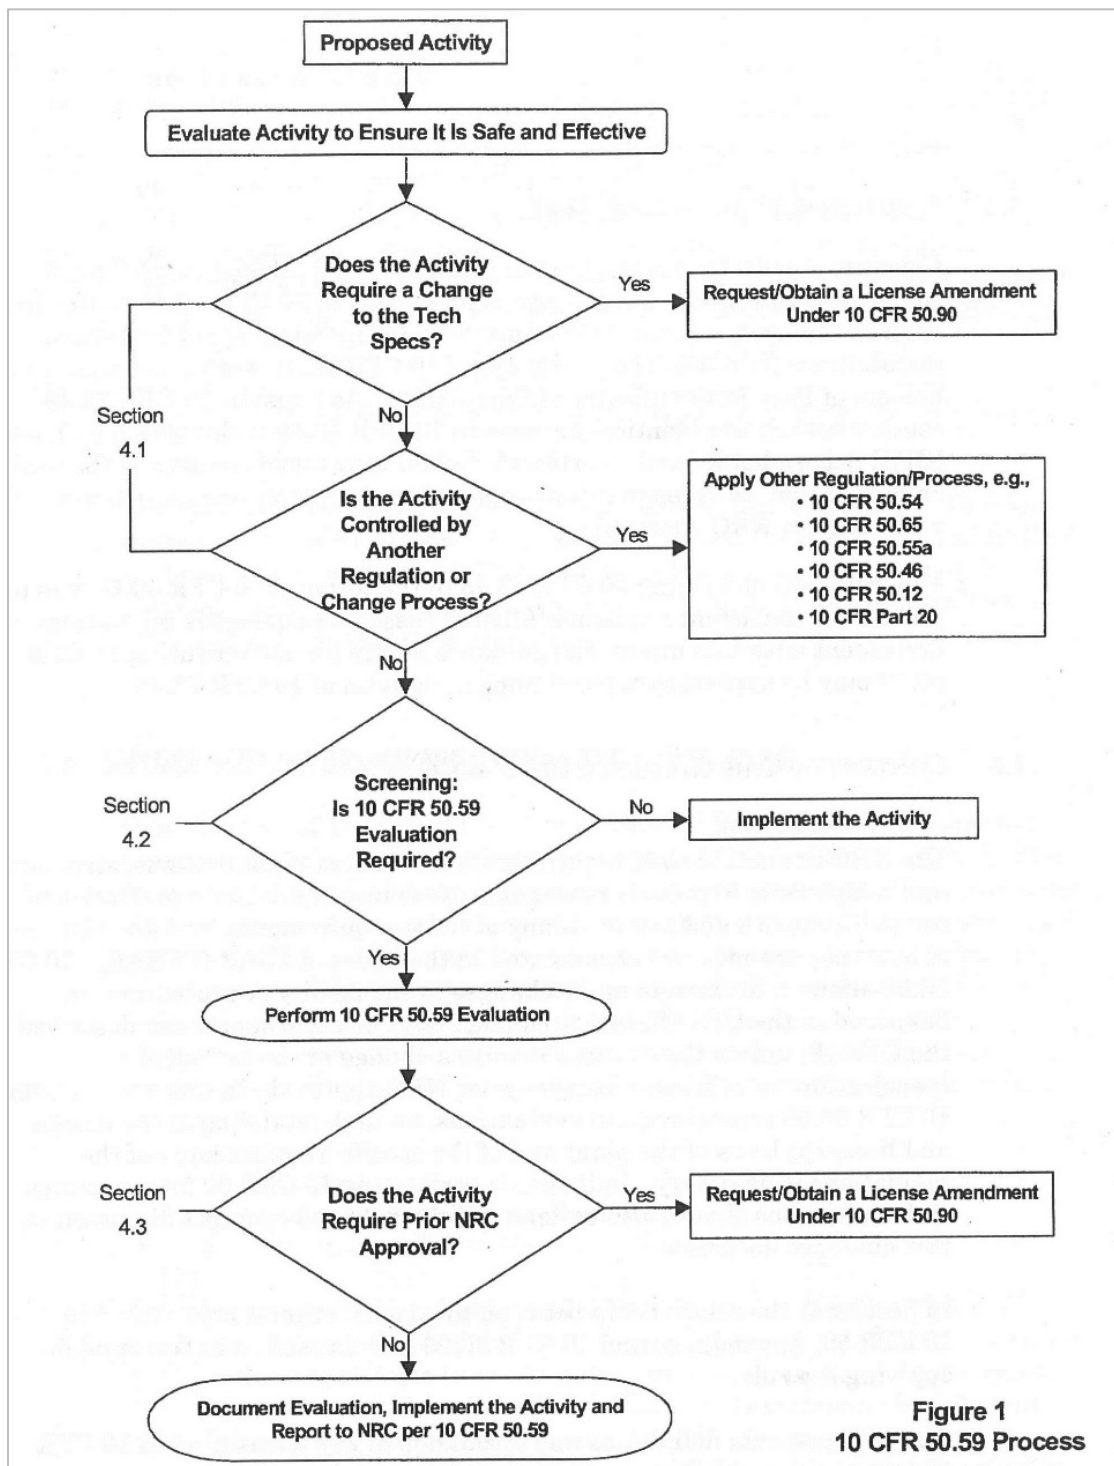 Proposed Activity
Evaluate Activity to Ensure It Is Safe and Effective
Does the Activity
Require a Change
to the Tech
Specs?
Yes
Request/Obtain a License Amendment
Under 10 CFR 50.90
Section
4.1
No
Is the Activity
Controlled by
Another
Regulation or
Change Process?
Yes
Apply Other Regulation/Process, e.g.,
• 10 CFR 50.54
• 10 CFR 50.65
• 10 CFR 50.55a
• 10 CFR 50.46
• 10 CFR 50.12
• 10 CFR Part 20
No
Section
4.2
Screening:
Is 10 CFR 50.59
Evaluation
Required?
No
Implement the Activity
Yes
Perform 10 CFR 50.59 Evaluation
Section
4.3
Does the Activity
Require Prior NRC
Approval?
Yes
Request/Obtain a License Amendment
Under 10 CFR 50.90
No
Document Evaluation, Implement the Activity and
Report to NRC per 10 CFR 50.59
Figure 1
10 CFR 50.59 Process